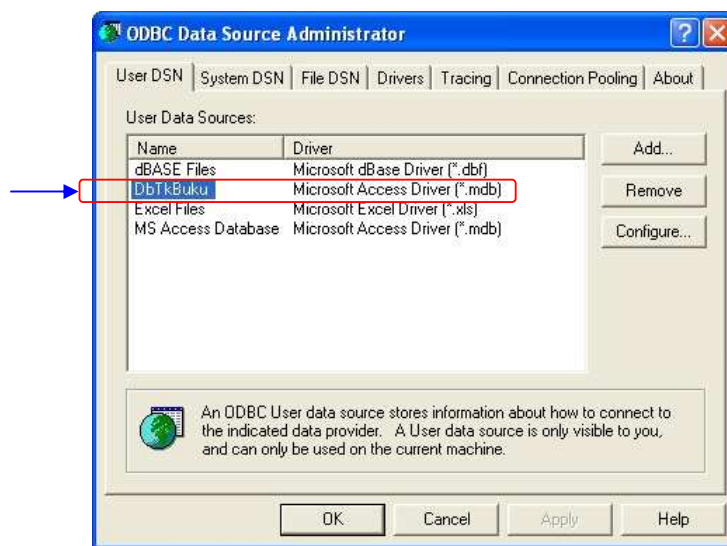 ODBC Data Source Administrator
User DSN System DSN File DSN Drivers Tracing Connection Pooling About
User Data Sources:
Name Driver
dBASE Files Microsoft dBase Driver (*.dbf)
DbTkBuku Microsoft Access Driver (*.mdb)
Excel Files Microsoft Excel Driver (*.xls)
MS Access Database Microsoft Access Driver (*.mdb)
Add...
Remove
Configure...
An ODBC User data source stores information about how to connect to
the indicated data provider. A User data source is only visible to you,
and can only be used on the current machine.
OK Cancel Apply Help